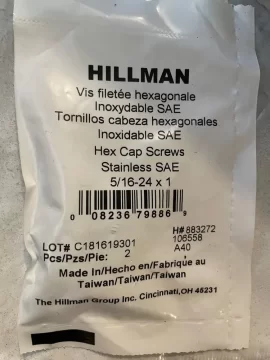 HILLMAN
Vis filetée hexagonale
Inoxydable SAE
Tornillos cabeza hexagonales
Inoxidable SAE
Hex Cap Screws
Stainless SAE
5/16-24 x 1
0 08236 79886 9
H# 883272
LOT# C181619301 106558
Pcs/Pzs/Pie: 2 A40
Made In/Hecho en/Fabriqué au
Taiwan/Taiwan/Taiwan
The Hillman Group Inc. Cincinnati,OH 45231